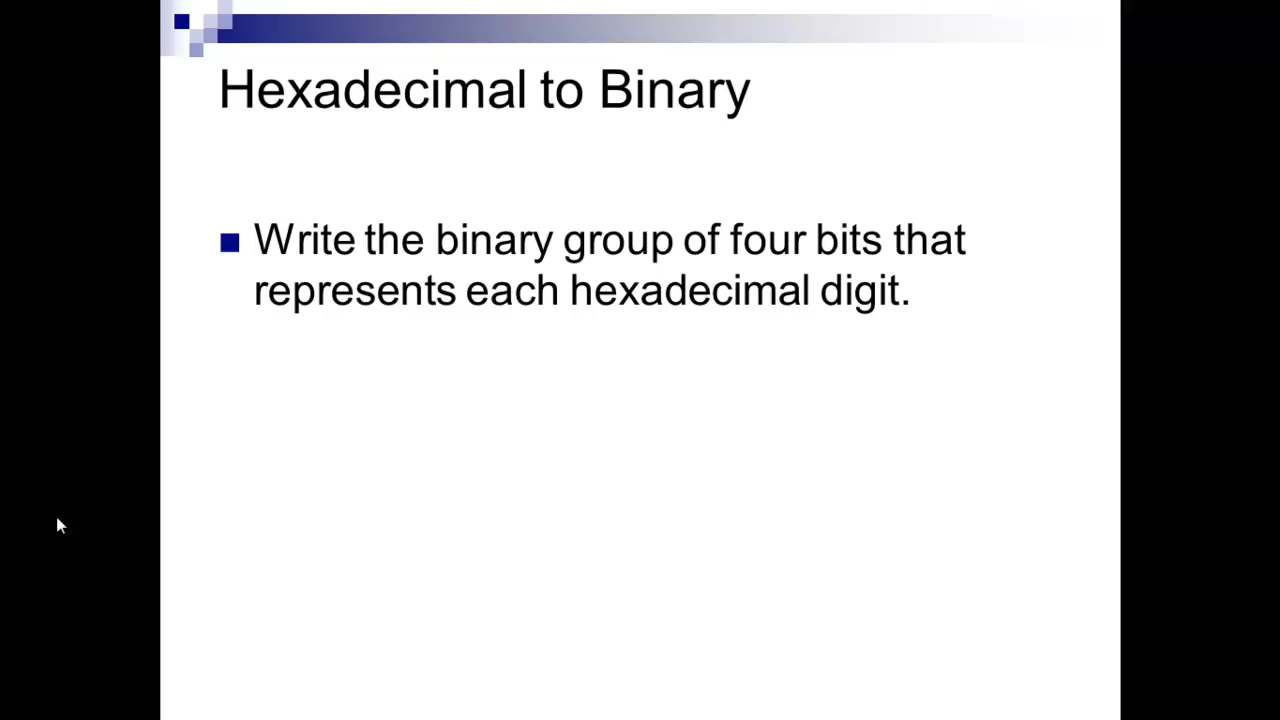 Hexadecimal to Binary
Write the binary group of four bits that
represents each hexadecimal digit.